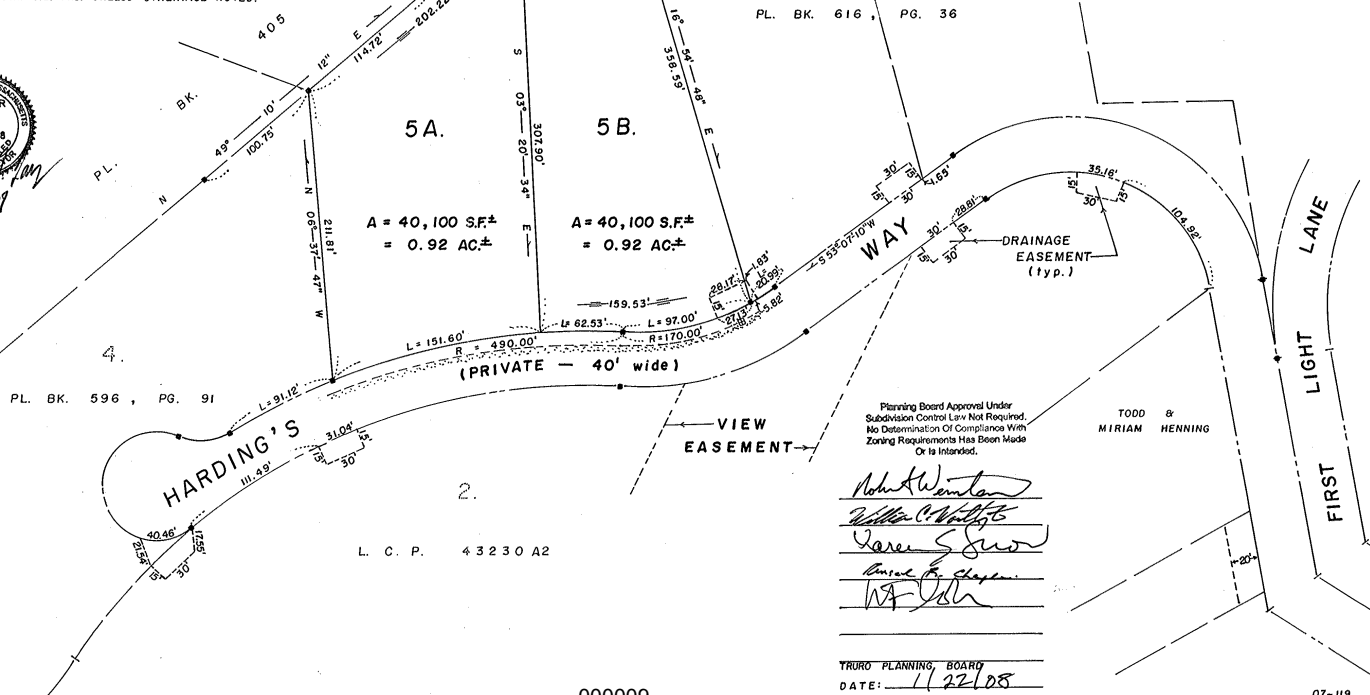 405
PL. BK. 616, PG. 36
N 49° 10' 12" E
100.75'
114.72'
202.22'
PL. BK.
5A.
5B.
S 03° 20' 34" E
307.90'
16° 54' 48" E
358.59'
N 06° 37' 47" W
211.81'
A = 40,100 S.F.±
= 0.92 AC.±
A = 40,100 S.F.±
= 0.92 AC.±
30'
15'
15'
30'
1.65'
35.16'
15'
30'
15'
104.92'
28.81'
30'
15'
15'
30'
S 53° 07' 10" W
DRAINAGE
EASEMENT
(typ.)
28.17'
1.83'
L = 20.99'
15'
27.13'
5.82'
159.53'
L = 62.53'
L = 97.00'
L = 151.60'
R = 490.00'
R = 170.00'
(PRIVATE — 40' wide)
HARDING'S WAY
4.
PL. BK. 596, PG. 91
L = 91.12'
31.04'
15'
15'
30'
111.49'
40.46'
21.54'
15'
30'
17.55'
2.
L. C. P. 43230 A2
VIEW
EASEMENT
Planning Board Approval Under
Subdivision Control Law Not Required.
No Determination Of Compliance With
Zoning Requirements Has Been Made
Or Is Intended.
TRURO PLANNING BOARD
DATE: 1/22/08
TODD &
MIRIAM HENNING
20'
FIRST LIGHT LANE
000009
07-119